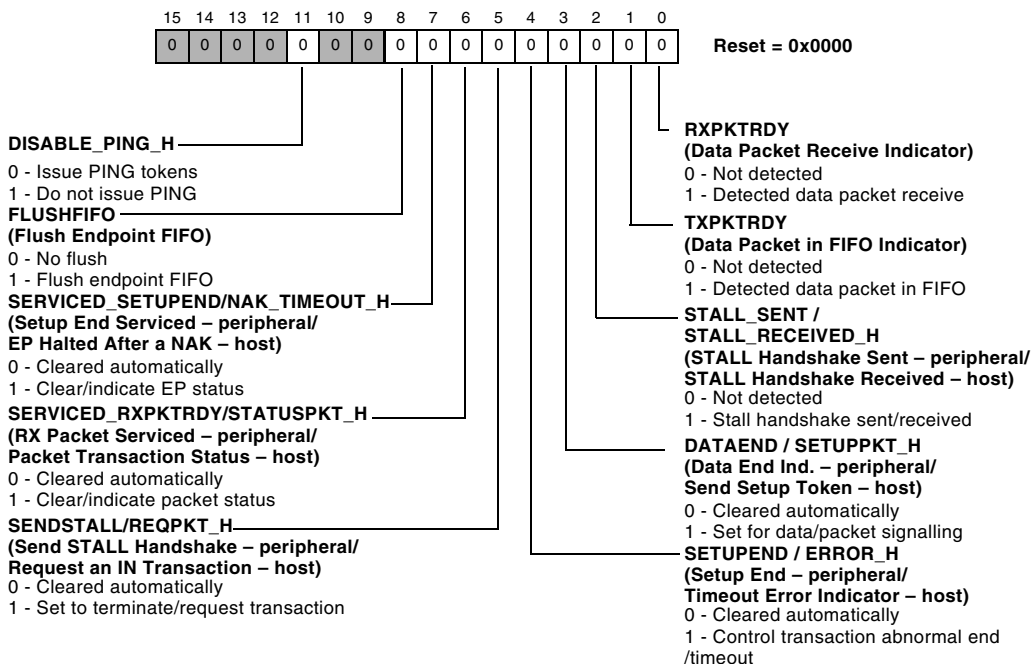 15 14 13 12 11 10 9 8 7 6 5 4 3 2 1 0
0 0 0 0 0 0 0 0 0 0 0 0 0 0 0 0
Reset = 0x0000
DISABLE_PING_H
0 - Issue PING tokens
1 - Do not issue PING
FLUSHFIFO
(Flush Endpoint FIFO)
0 - No flush
1 - Flush endpoint FIFO
SERVICED_SETUPEND/NAK_TIMEOUT_H
(Setup End Serviced – peripheral/
EP Halted After a NAK – host)
0 - Cleared automatically
1 - Clear/indicate EP status
SERVICED_RXPKTRDY/STATUSPKT_H
(RX Packet Serviced – peripheral/
Packet Transaction Status – host)
0 - Cleared automatically
1 - Clear/indicate packet status
SENDSTALL/REQPKT_H
(Send STALL Handshake – peripheral/
Request an IN Transaction – host)
0 - Cleared automatically
1 - Set to terminate/request transaction
RXPKTRDY
(Data Packet Receive Indicator)
0 - Not detected
1 - Detected data packet receive
TXPKTRDY
(Data Packet in FIFO Indicator)
0 - Not detected
1 - Detected data packet in FIFO
STALL_SENT /
STALL_RECEIVED_H
(STALL Handshake Sent – peripheral/
STALL Handshake Received – host)
0 - Not detected
1 - Stall handshake sent/received
DATAEND / SETUPPKT_H
(Data End Ind. – peripheral/
Send Setup Token – host)
0 - Cleared automatically
1 - Set for data/packet signalling
SETUPEND / ERROR_H
(Setup End – peripheral/
Timeout Error Indicator – host)
0 - Cleared automatically
1 - Control transaction abnormal end
/timeout